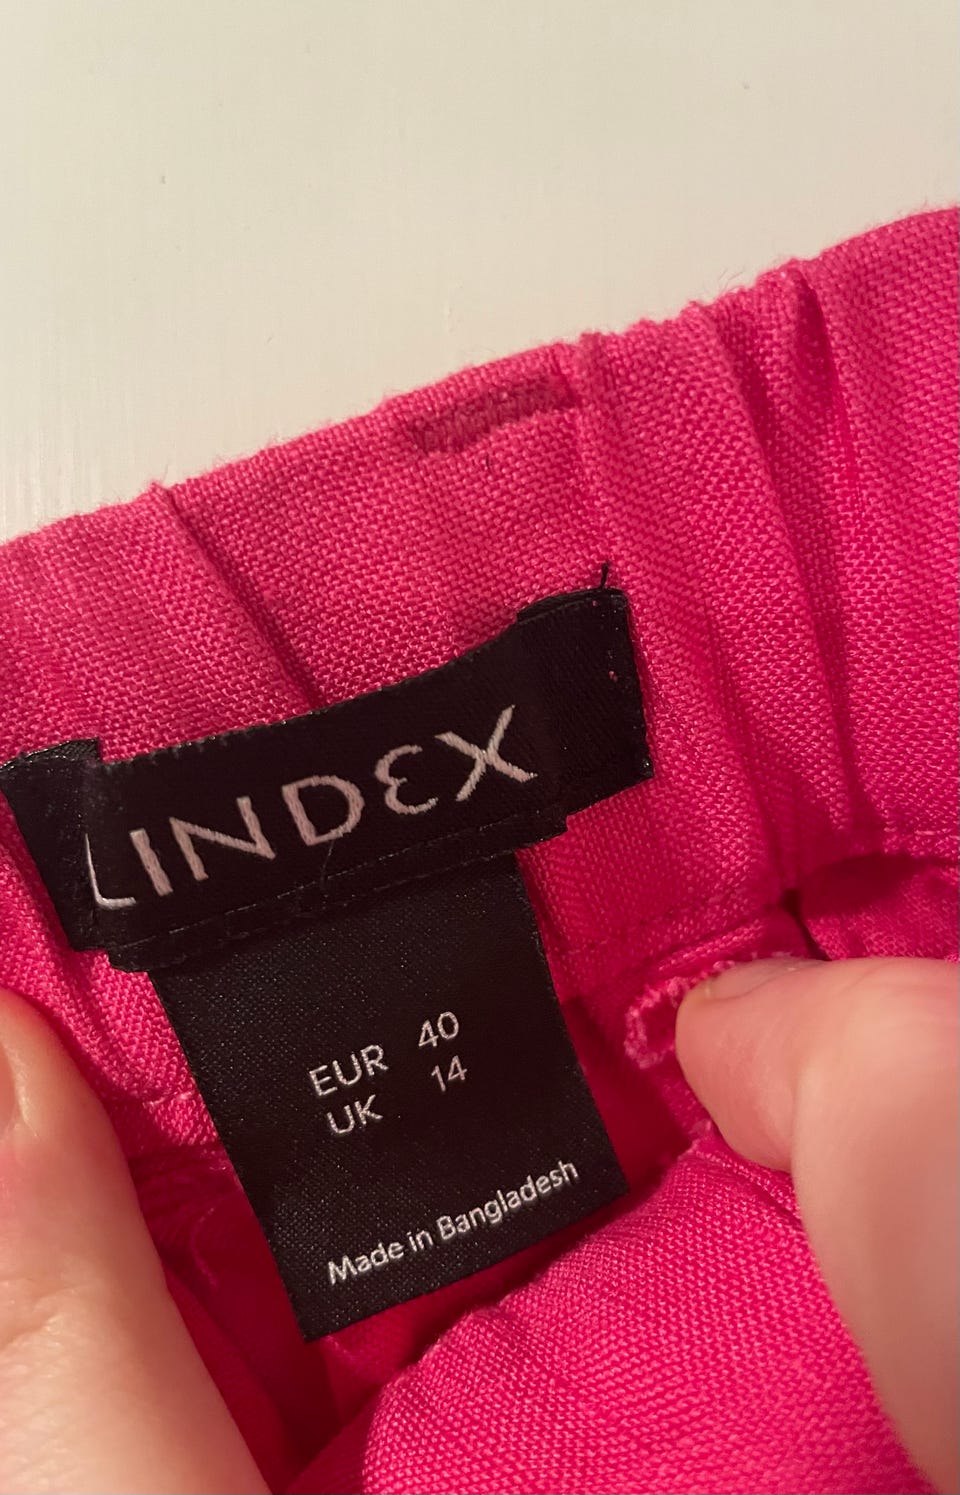 LINDEX
EUR 40
UK 14
Made in Bangladesh